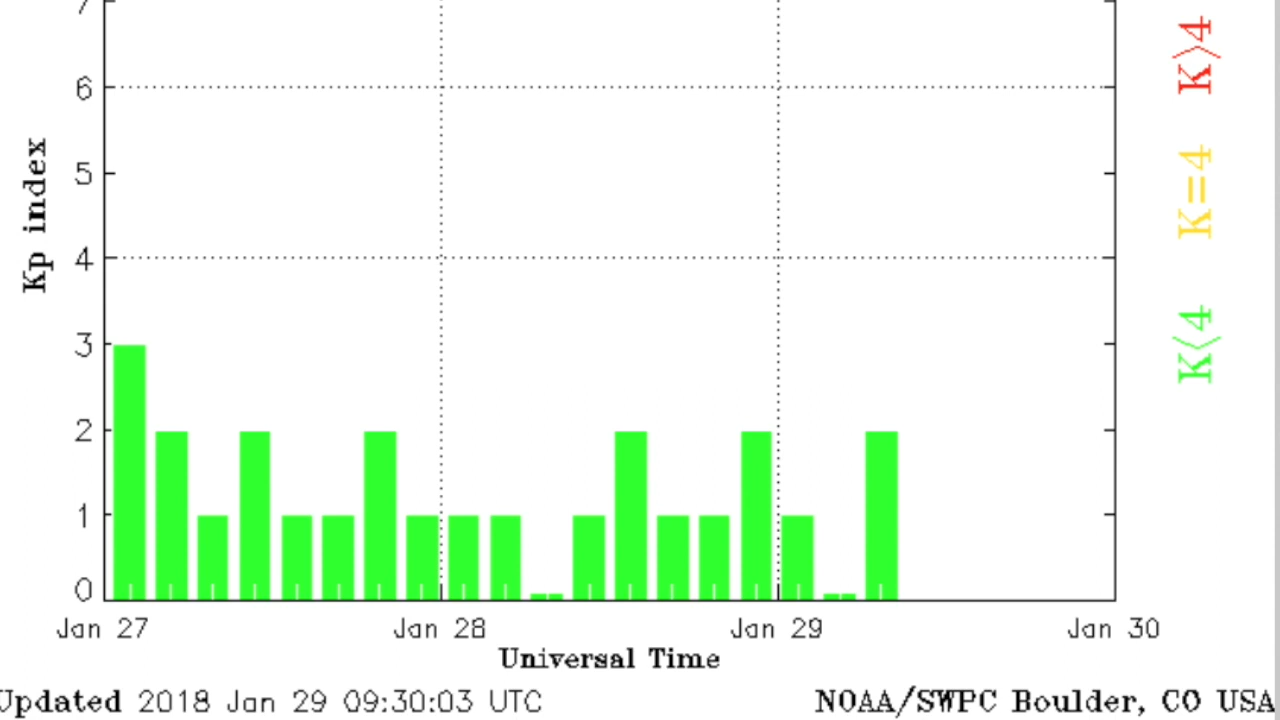 7
6
5
4
3
2
1
0
Kp index
Jan 27
Jan 28
Jan 29
Jan 30
Universal Time
Updated 2018 Jan 29 09:30:03 UTC
NOAA/SWPC Boulder, CO USA
K<4
K=4
K>4